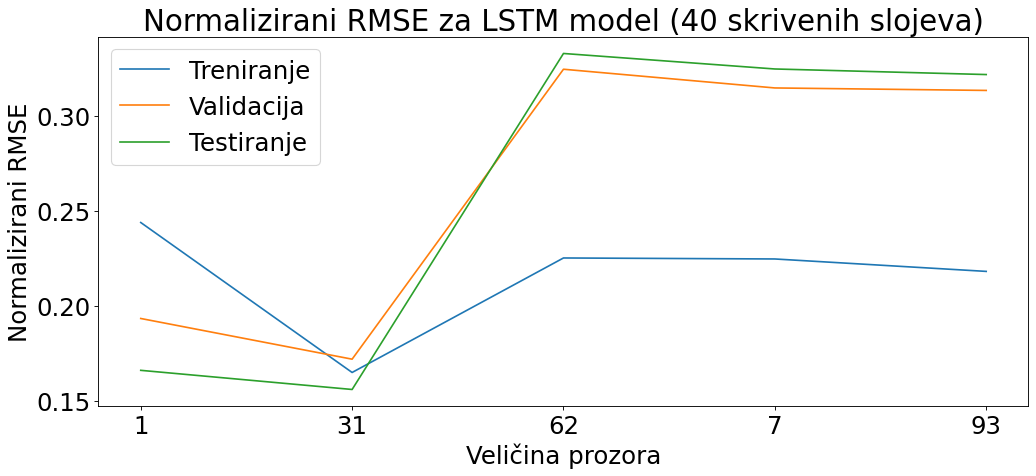 Normalizirani RMSE za LSTM model (40 skrivenih slojeva)
Treniranje
Validacija
Testiranje
Normalizirani RMSE
0.30
0.25
0.20
0.15
1 31 62 7 93
Veličina prozora